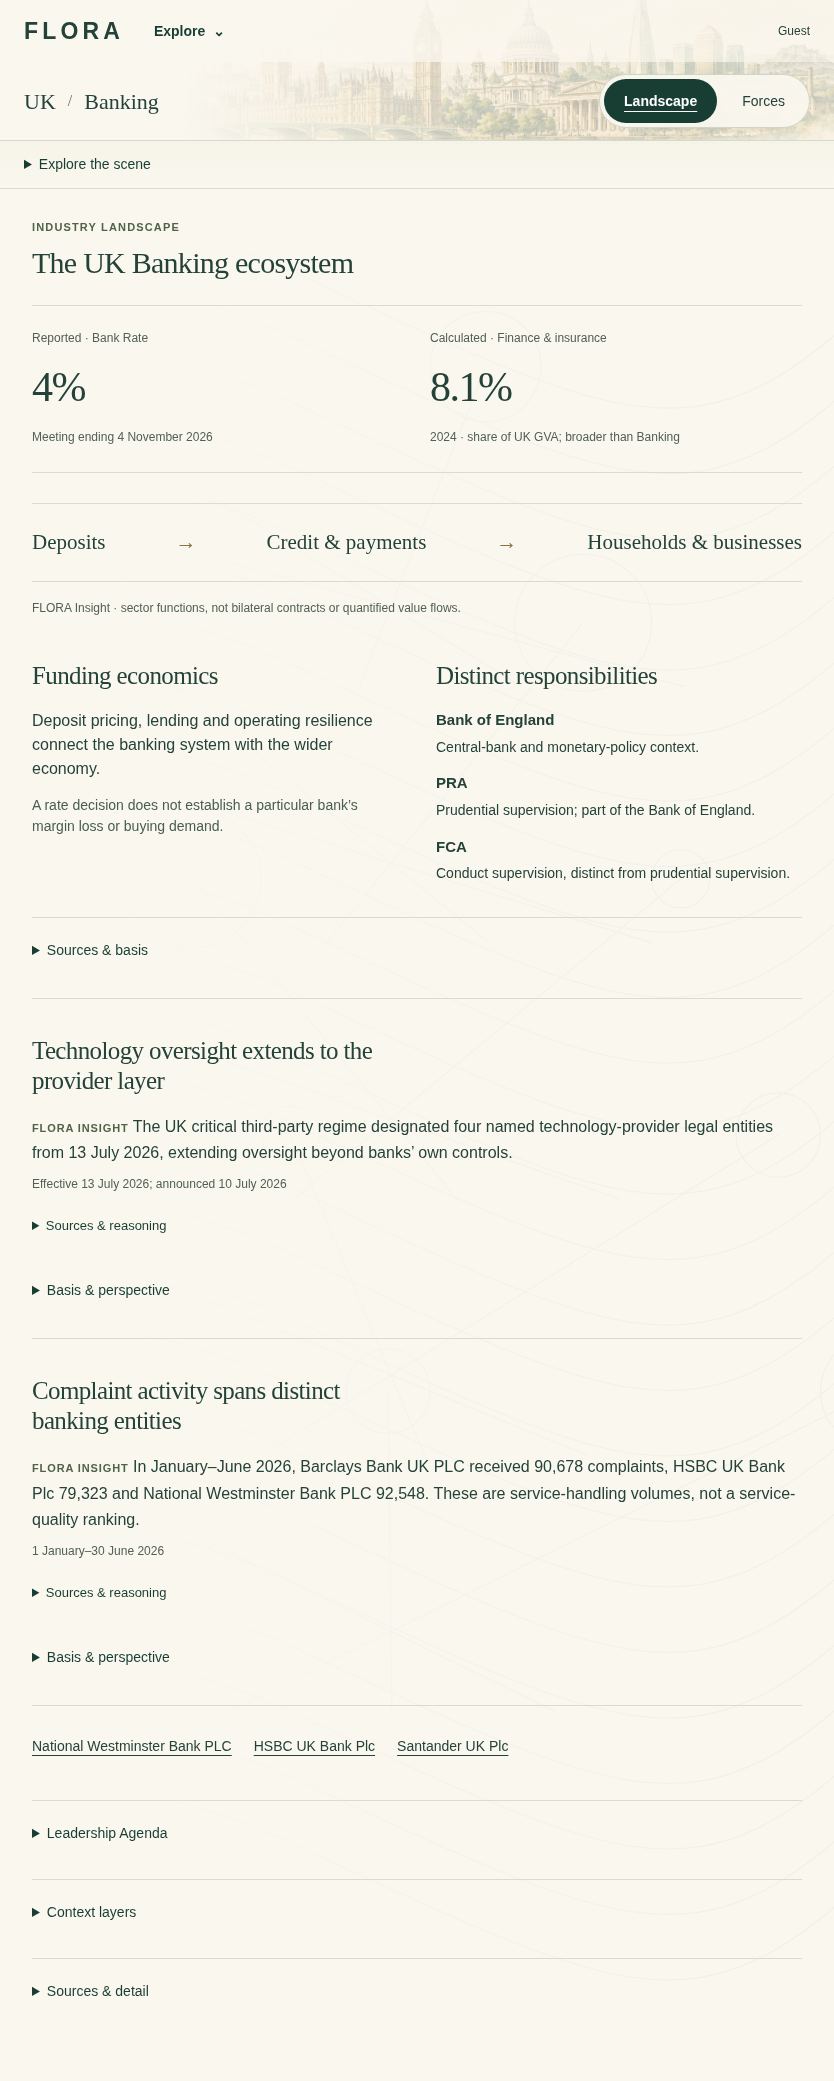 FLORA
Explore
Guest
UK / Banking
Landscape
Forces
Explore the scene
INDUSTRY LANDSCAPE
The UK Banking ecosystem
Reported · Bank Rate
4%
Meeting ending 4 November 2026
Calculated · Finance & insurance
8.1%
2024 · share of UK GVA; broader than Banking
Deposits → Credit & payments → Households & businesses
FLORA Insight · sector functions, not bilateral contracts or quantified value flows.
Funding economics
Deposit pricing, lending and operating resilience
connect the banking system with the wider
economy.
A rate decision does not establish a particular bank's
margin loss or buying demand.
Distinct responsibilities
Bank of England
Central-bank and monetary-policy context.
PRA
Prudential supervision; part of the Bank of England.
FCA
Conduct supervision, distinct from prudential supervision.
Sources & basis
Technology oversight extends to the
provider layer
FLORA INSIGHT The UK critical third-party regime designated four named technology-provider legal entities
from 13 July 2026, extending oversight beyond banks’ own controls.
Effective 13 July 2026; announced 10 July 2026
Sources & reasoning
Basis & perspective
Complaint activity spans distinct
banking entities
FLORA INSIGHT In January–June 2026, Barclays Bank UK PLC received 90,678 complaints, HSBC UK Bank
Plc 79,323 and National Westminster Bank PLC 92,548. These are service-handling volumes, not a service-
quality ranking.
1 January–30 June 2026
Sources & reasoning
Basis & perspective
National Westminster Bank PLC HSBC UK Bank Plc Santander UK Plc
Leadership Agenda
Context layers
Sources & detail